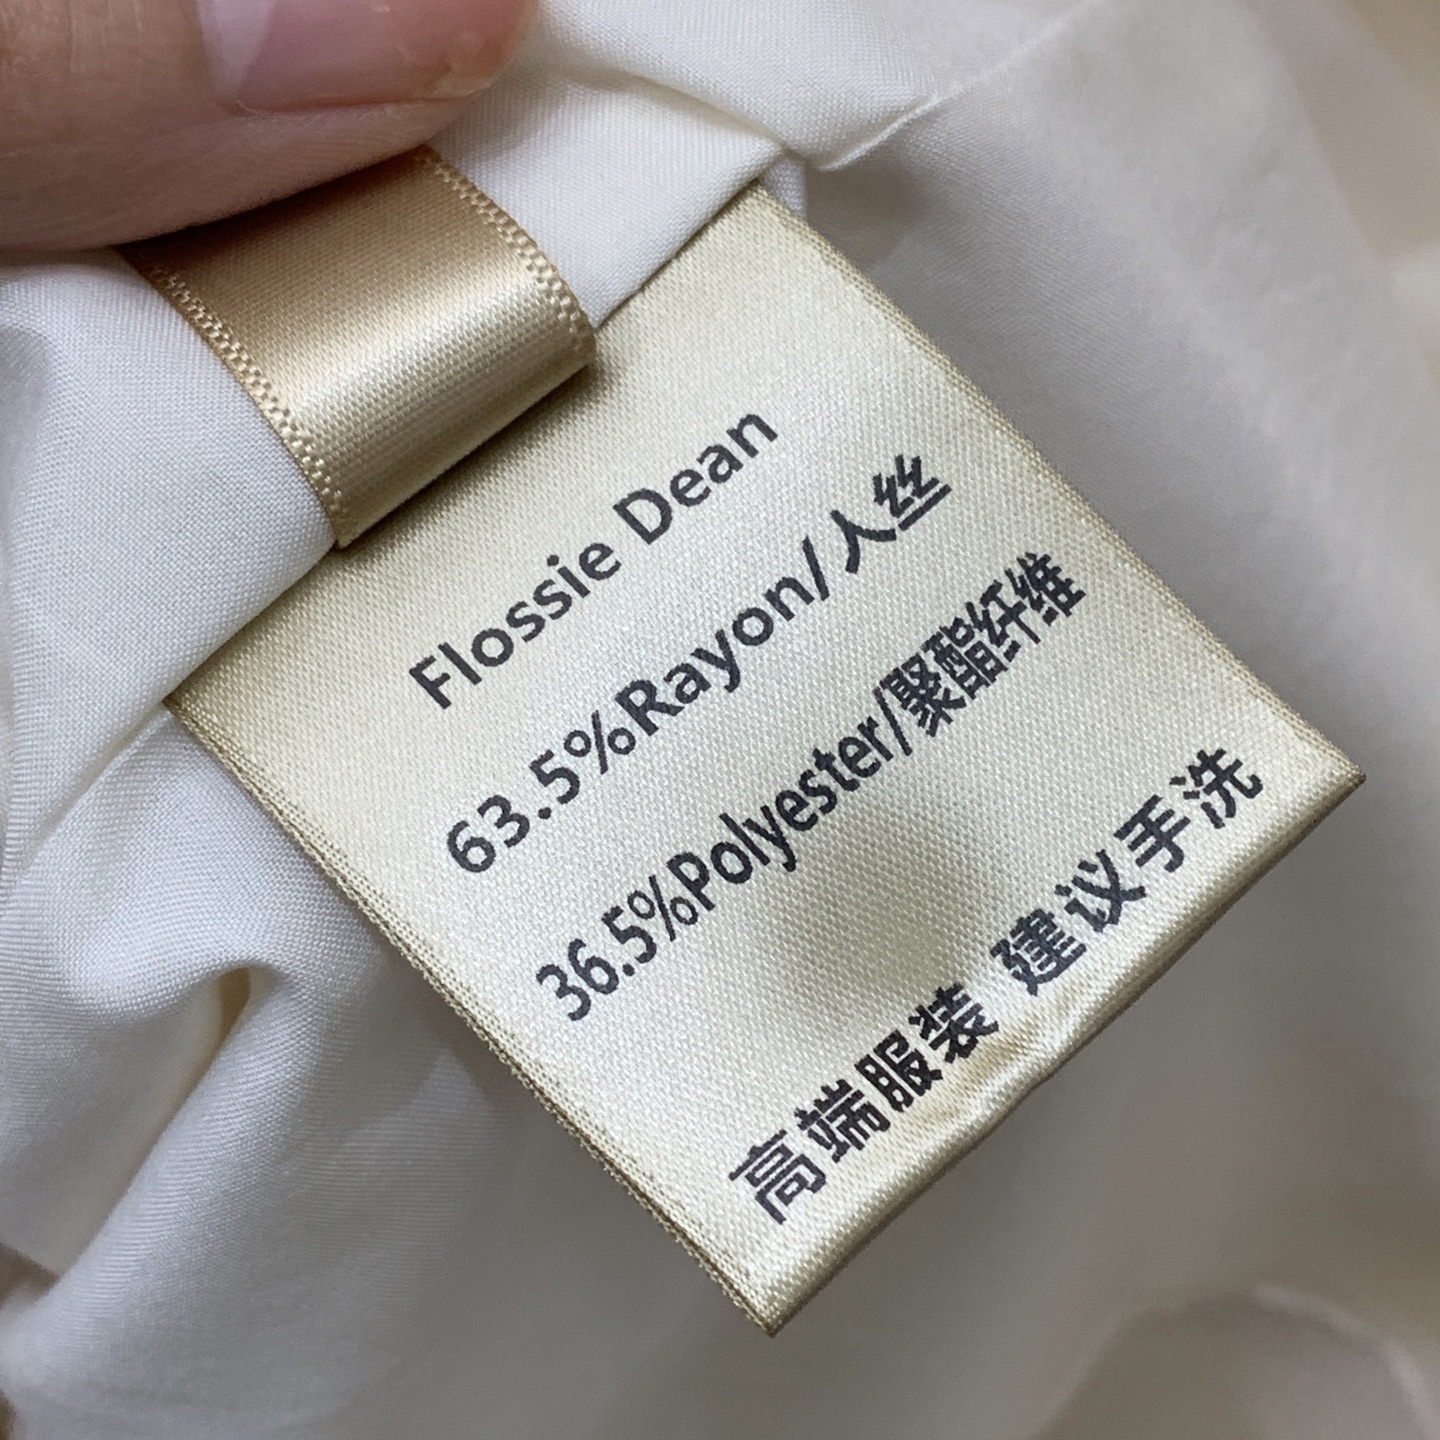 Flossie Dean
63.5%Rayon/人丝
36.5%Polyester/聚酯纤维
高端服装 建议手洗